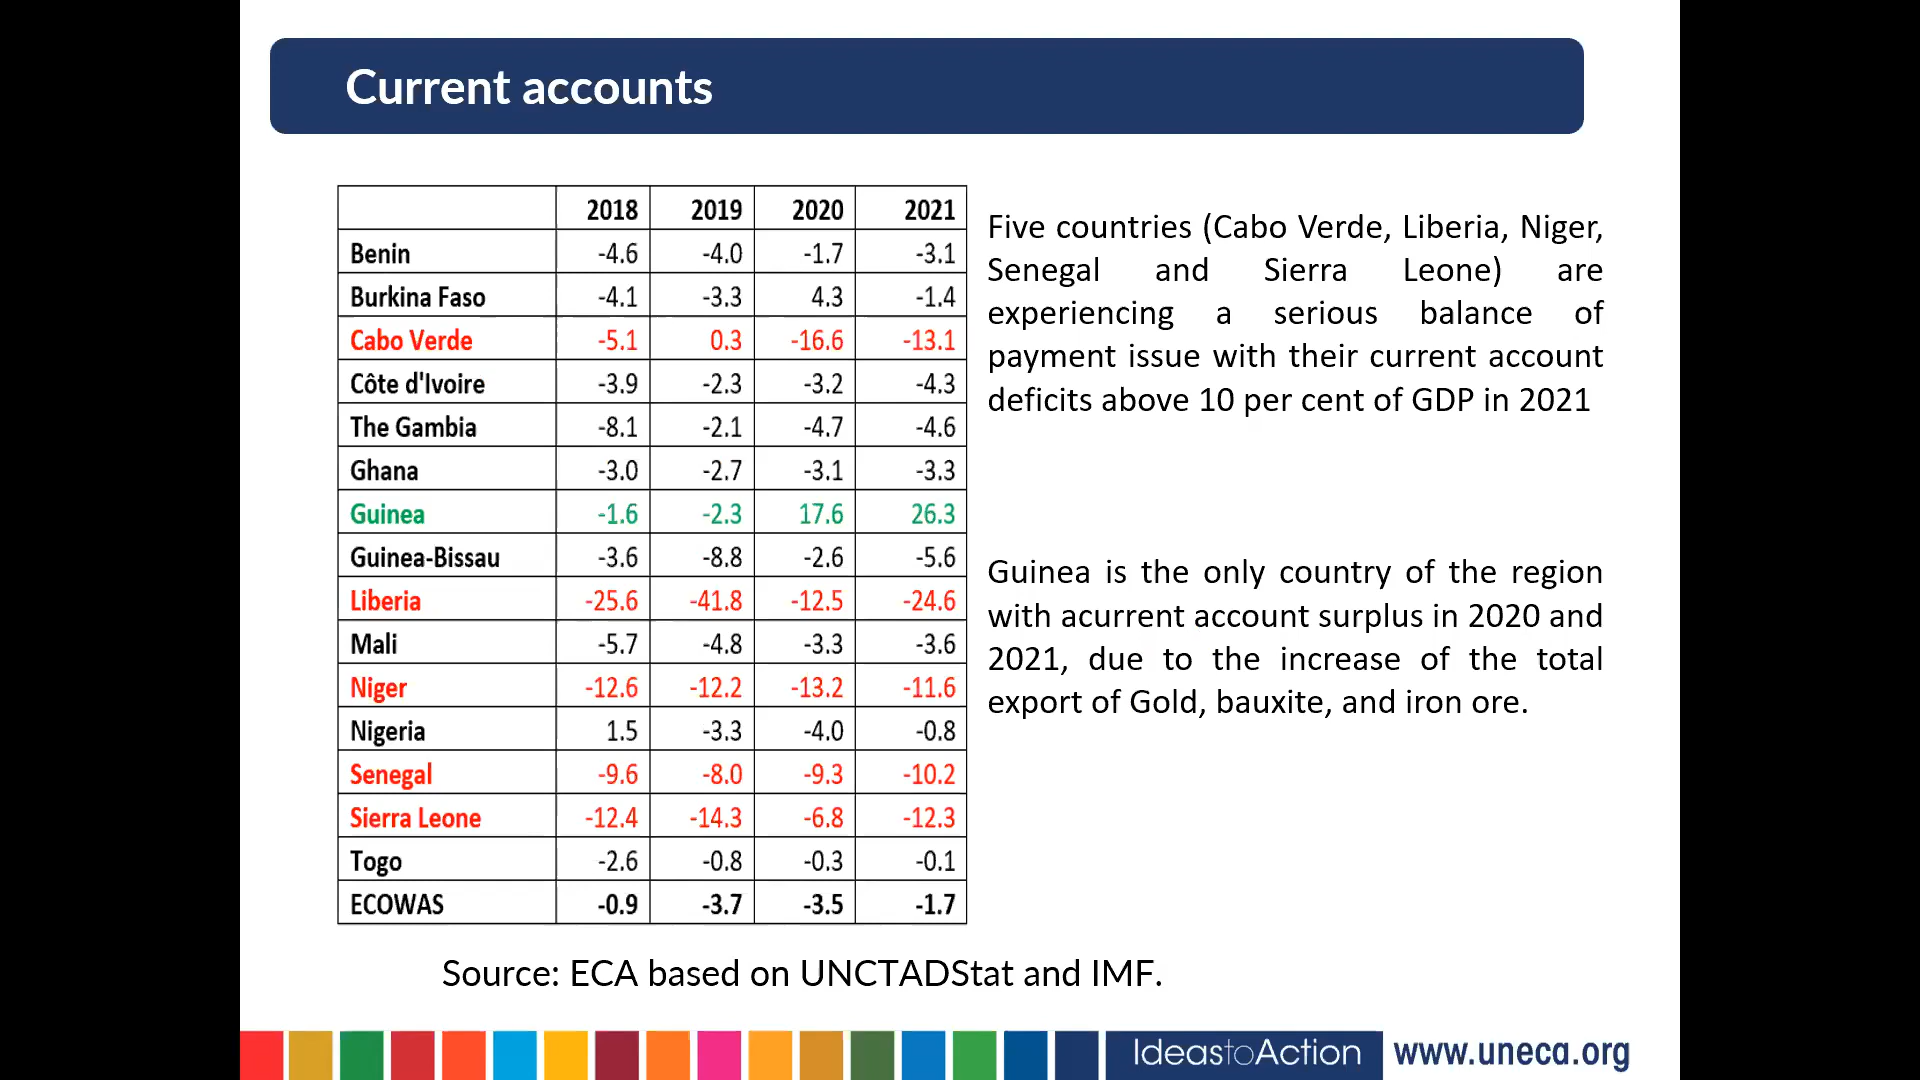 Current accounts
2018 2019 2020 2021
Benin -4.6 -4.0 -1.7 -3.1
Burkina Faso -4.1 -3.3 4.3 -1.4
Cabo Verde -5.1 0.3 -16.6 -13.1
Côte d'Ivoire -3.9 -2.3 -3.2 -4.3
The Gambia -8.1 -2.1 -4.7 -4.6
Ghana -3.0 -2.7 -3.1 -3.3
Guinea -1.6 -2.3 17.6 26.3
Guinea-Bissau -3.6 -8.8 -2.6 -5.6
Liberia -25.6 -41.8 -12.5 -24.6
Mali -5.7 -4.8 -3.3 -3.6
Niger -12.6 -12.2 -13.2 -11.6
Nigeria 1.5 -3.3 -4.0 -0.8
Senegal -9.6 -8.0 -9.3 -10.2
Sierra Leone -12.4 -14.3 -6.8 -12.3
Togo -2.6 -0.8 -0.3 -0.1
ECOWAS -0.9 -3.7 -3.5 -1.7
Five countries (Cabo Verde, Liberia, Niger,
Senegal and Sierra Leone) are
experiencing a serious balance of
payment issue with their current account
deficits above 10 per cent of GDP in 2021
Guinea is the only country of the region
with acurrent account surplus in 2020 and
2021, due to the increase of the total
export of Gold, bauxite, and iron ore.
Source: ECA based on UNCTADStat and IMF.
IdeastoAction www.uneca.org